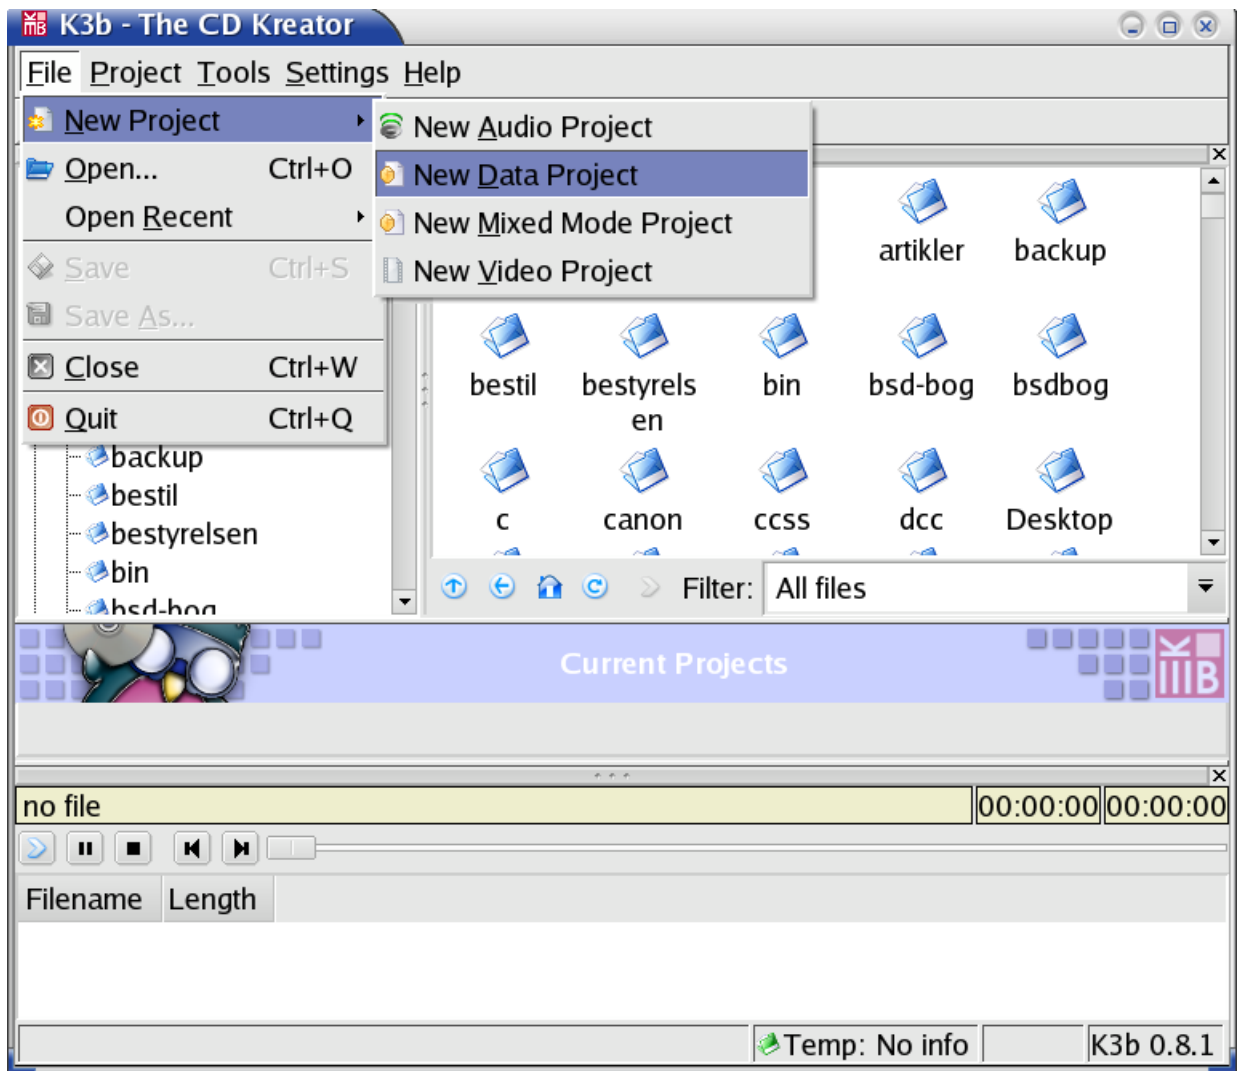 K3b - The CD Kreator
File Project Tools Settings Help
New Project
Open... Ctrl+O
Open Recent
Save Ctrl+S
Save As...
Close Ctrl+W
Quit Ctrl+Q
New Audio Project
New Data Project
New Mixed Mode Project
New Video Project
backup
bestil
bestyrelsen
bin
bsd-bog
artikler backup
bestil bestyrels bin bsd-bog bsdbog
en
c canon ccss dcc Desktop
Filter: All files
Current Projects
K3B
no file 00:00:00 00:00:00
Filename Length
Temp: No info K3b 0.8.1